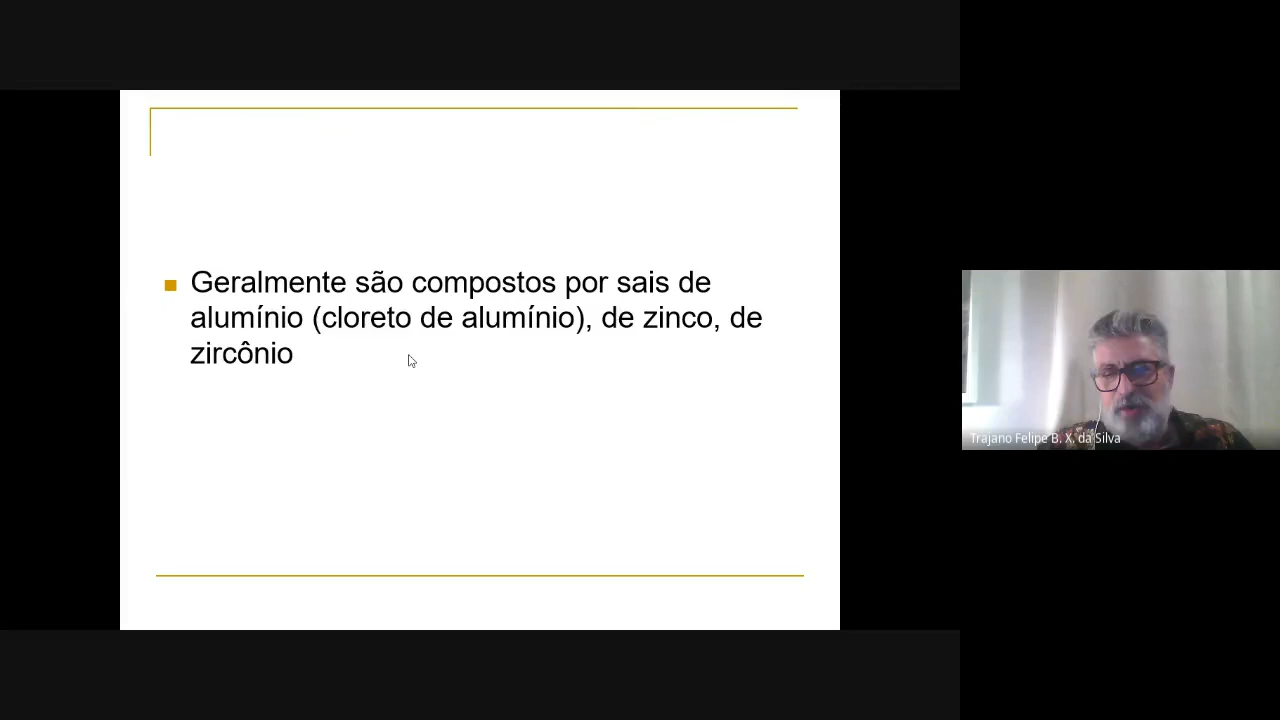 Geralmente são compostos por sais de
alumínio (cloreto de alumínio), de zinco, de
zircônio
Trajano Felipe B. X. da Silva